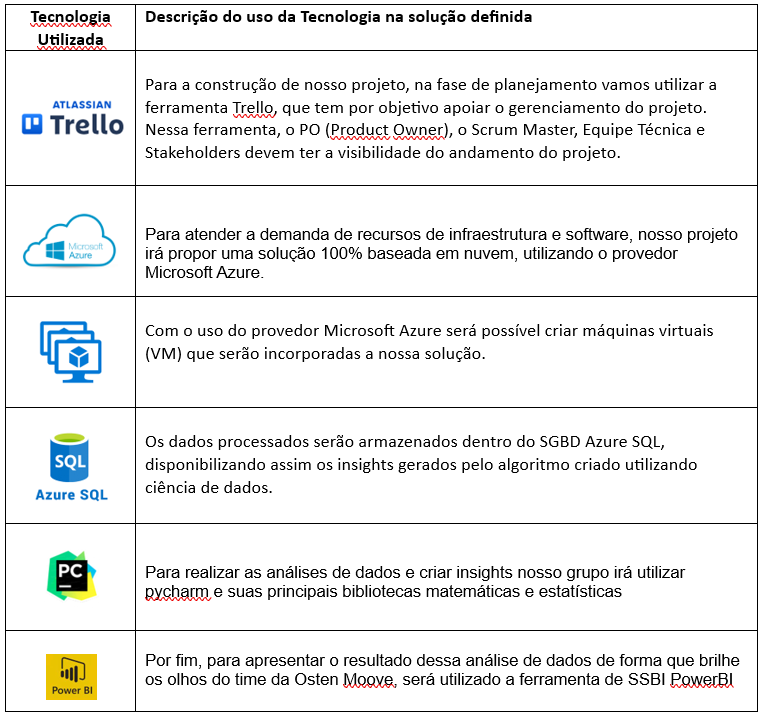 Tecnologia Utilizada
Descrição do uso da Tecnologia na solução definida
ATLASSIAN
Trello
Para a construção de nosso projeto, na fase de planejamento vamos utilizar a
ferramenta Trello, que tem por objetivo apoiar o gerenciamento do projeto.
Nessa ferramenta, o PO (Product Owner), o Scrum Master, Equipe Técnica e
Stakeholders devem ter a visibilidade do andamento do projeto.
Microsoft
Azure
Para atender a demanda de recursos de infraestrutura e software, nosso projeto
irá propor uma solução 100% baseada em nuvem, utilizando o provedor
Microsoft Azure.
Com o uso do provedor Microsoft Azure será possível criar máquinas virtuais
(VM) que serão incorporadas a nossa solução.
SQL
Azure SQL
Os dados processados serão armazenados dentro do SGBD Azure SQL,
disponibilizando assim os insights gerados pelo algoritmo criado utilizando
ciência de dados.
PC
Para realizar as análises de dados e criar insights nosso grupo irá utilizar
pycharm e suas principais bibliotecas matemáticas e estatísticas
Power BI
Por fim, para apresentar o resultado dessa análise de dados de forma que brilhe
os olhos do time da Osten Moove, será utilizado a ferramenta de SSBI PowerBI